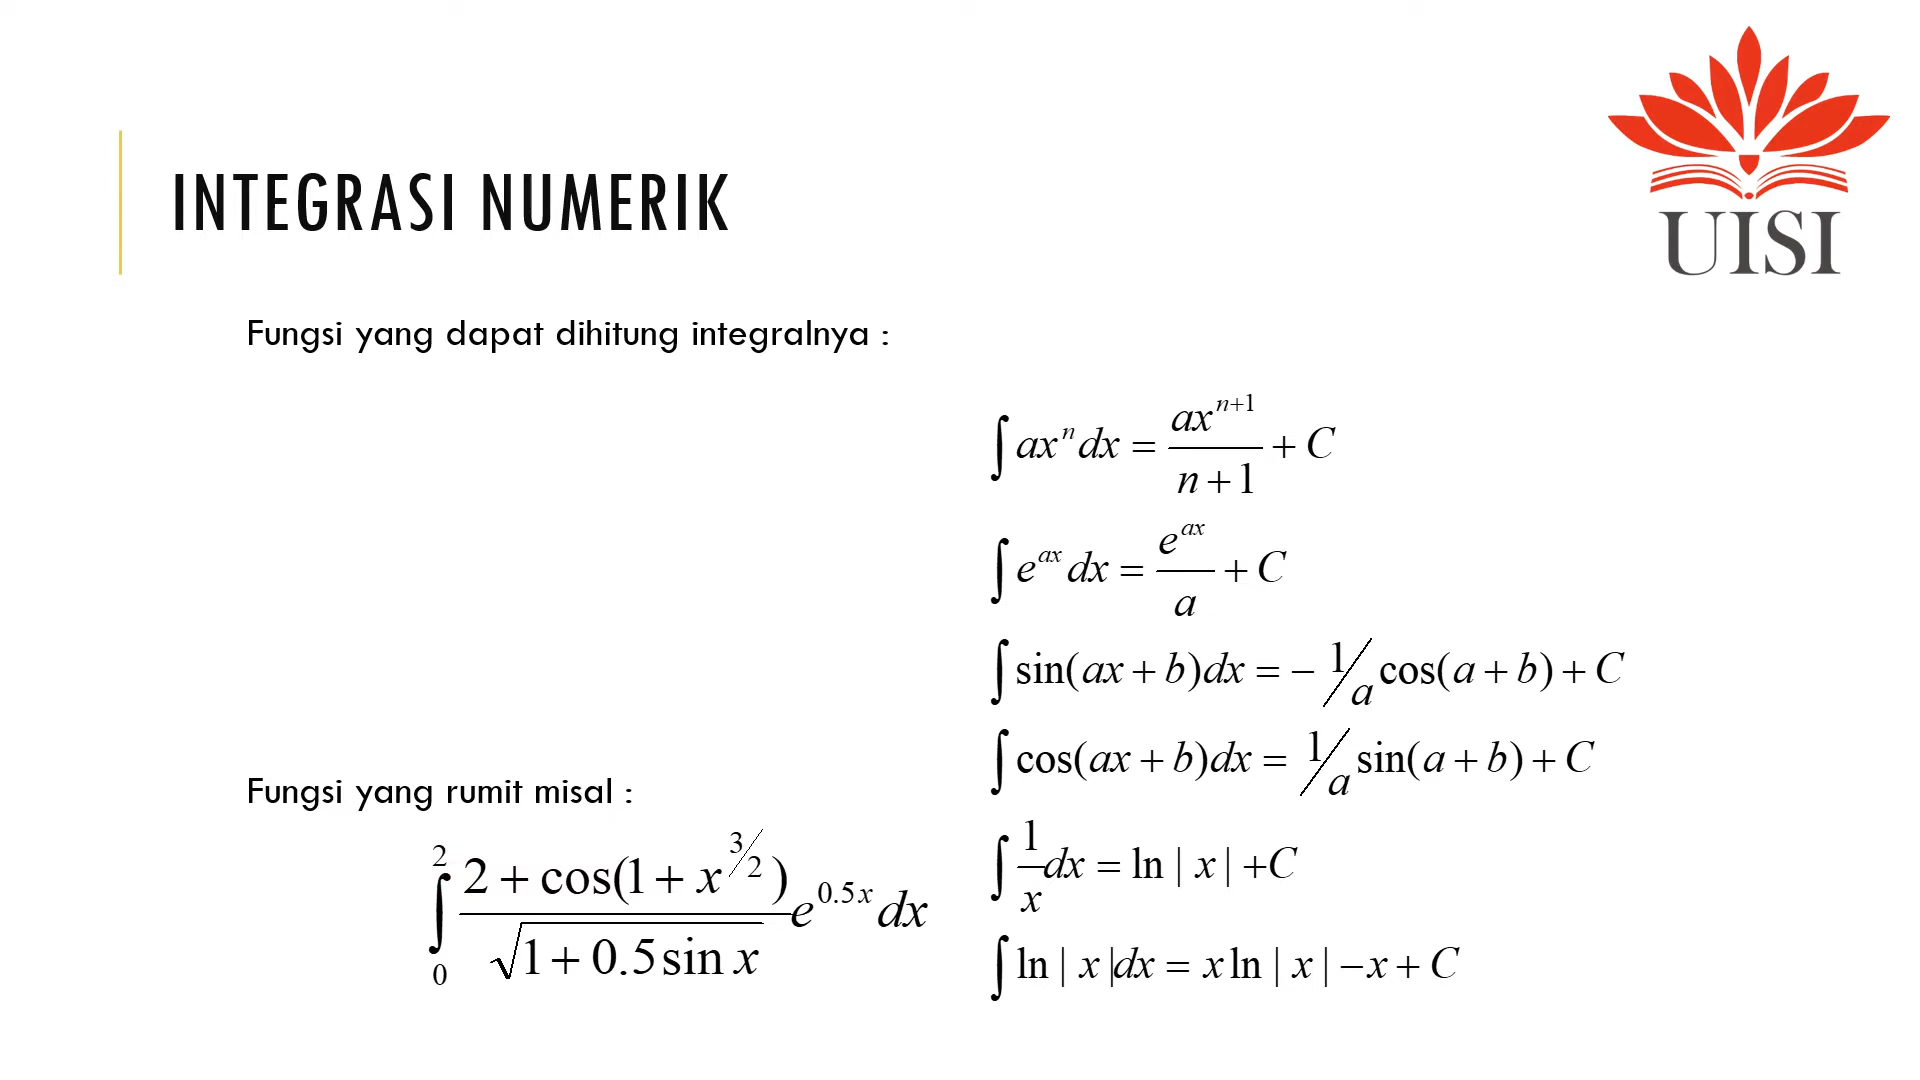 INTEGRASI NUMERIK
UISI
Fungsi yang dapat dihitung integralnya :
∫ax^n dx = ax^{n+1}/(n+1) + C
∫e^{ax} dx = e^{ax}/a + C
∫sin(ax + b)dx = − 1/a cos(a + b) + C
∫cos(ax + b)dx = 1/a sin(a + b) + C
∫1/x dx = ln | x | +C
∫ln | x |dx = x ln | x | −x + C
Fungsi yang rumit misal :
∫_0^2 (2 + cos(1 + x^{3/2}))/√(1 + 0.5 sin x) e^{0.5x} dx